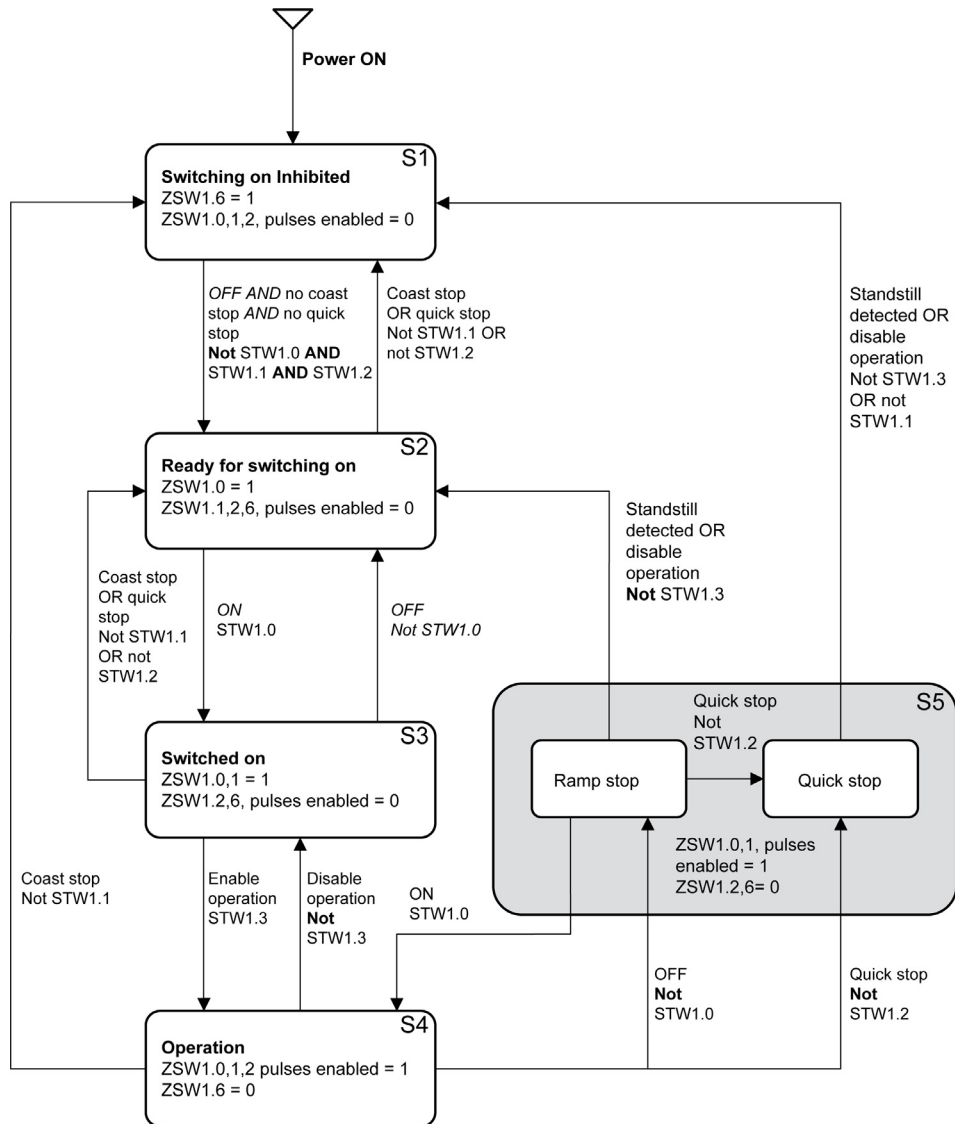 Power ON
S1
Switching on Inhibited
ZSW1.6 = 1
ZSW1.0,1,2, pulses enabled = 0
OFF AND no coast
stop AND no quick
stop
Not STW1.0 AND
STW1.1 AND STW1.2
Coast stop
OR quick stop
Not STW1.1 OR
not STW1.2
Standstill
detected OR
disable
operation
Not STW1.3
OR not
STW1.1
S2
Ready for switching on
ZSW1.0 = 1
ZSW1.1,2,6, pulses enabled = 0
Coast stop
OR quick
stop
Not STW1.1
OR not
STW1.2
ON
STW1.0
OFF
Not STW1.0
Standstill
detected OR
disable
operation
Not STW1.3
S3
Switched on
ZSW1.0,1 = 1
ZSW1.2,6, pulses enabled = 0
S5
Quick stop
Not
STW1.2
Ramp stop
Quick stop
ZSW1.0,1, pulses
enabled = 1
ZSW1.2,6= 0
Coast stop
Not STW1.1
Enable
operation
STW1.3
Disable
operation
Not
STW1.3
ON
STW1.0
OFF
Not
STW1.0
Quick stop
Not
STW1.2
S4
Operation
ZSW1.0,1,2 pulses enabled = 1
ZSW1.6 = 0